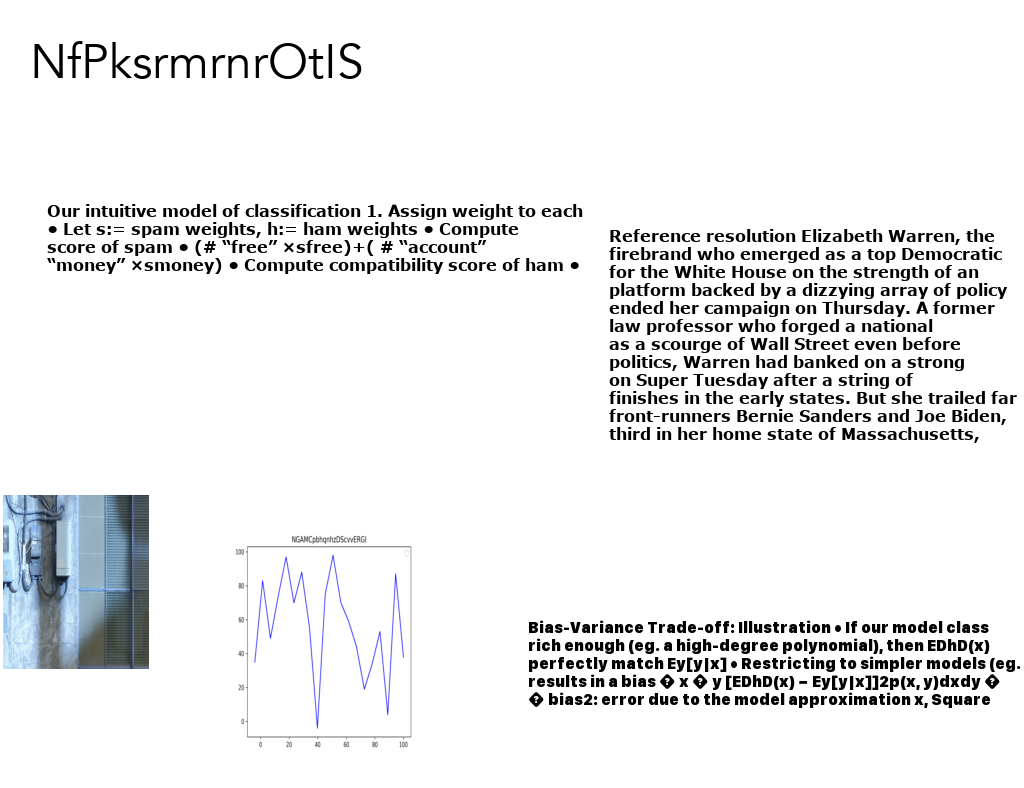 NfPksrmrnrOtIS
Our intuitive model of classification 1. Assign weight to each
● Let s:= spam weights, h:= ham weights ● Compute
score of spam ● (# “free” ×sfree)+( # “account”
“money” ×smoney) ● Compute compatibility score of ham ●
Reference resolution Elizabeth Warren, the
firebrand who emerged as a top Democratic
for the White House on the strength of an
platform backed by a dizzying array of policy
ended her campaign on Thursday. A former
law professor who forged a national
as a scourge of Wall Street even before
politics, Warren had banked on a strong
on Super Tuesday after a string of
finishes in the early states. But she trailed far
front-runners Bernie Sanders and Joe Biden,
third in her home state of Massachusetts,
NGAMCpbhqnhzDScvvERGI
100
80
60
40
20
0
0 20 40 60 80 100
Bias-Variance Trade-off: Illustration • If our model class
rich enough (eg. a high-degree polynomial), then EDhD(x)
perfectly match Ey[y|x] • Restricting to simpler models (eg.
results in a bias � x � y [EDhD(x) − Ey[y|x]]2p(x, y)dxdy �
� bias2: error due to the model approximation x, Square